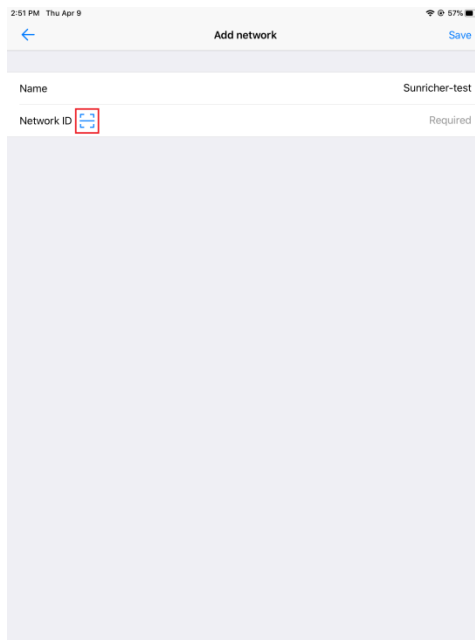 2:51 PM Thu Apr 9 57%
Add network Save
Name Sunricher-test
Network ID Required